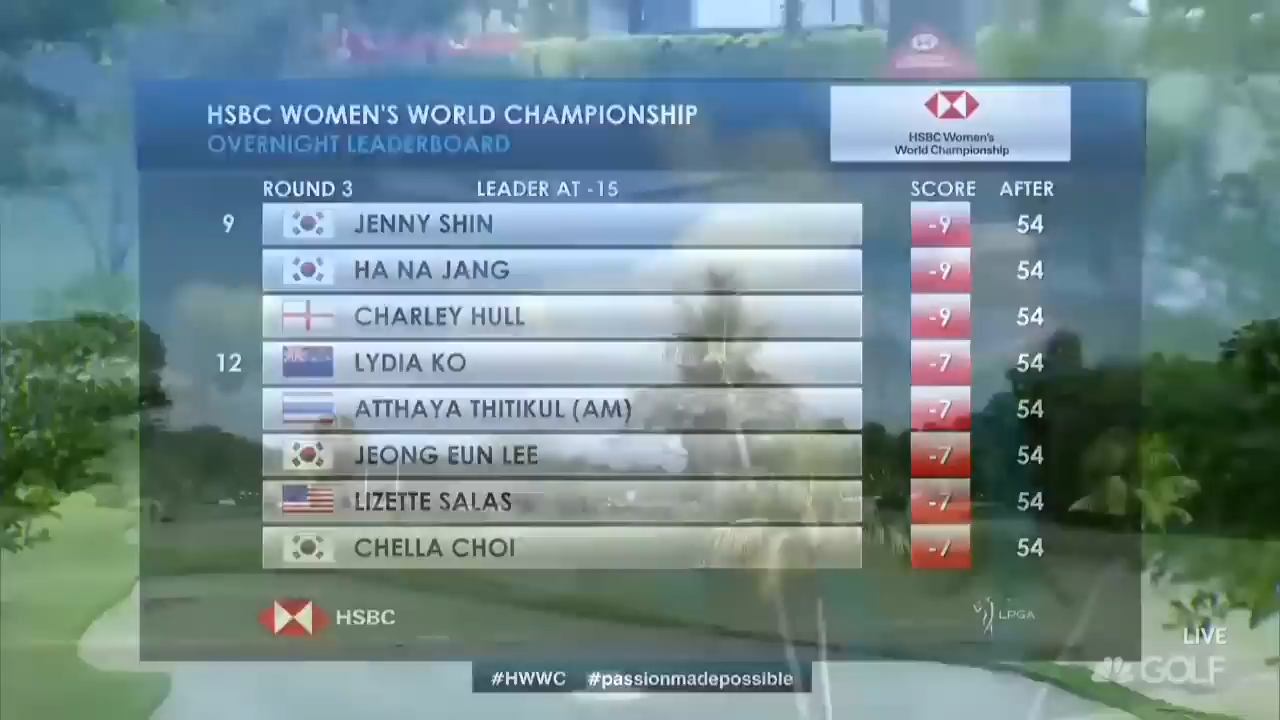 HSBC WOMEN'S WORLD CHAMPIONSHIP
OVERNIGHT LEADERBOARD
HSBC Women's
World Championship
ROUND 3 LEADER AT -15 SCORE AFTER
9 JENNY SHIN -9 54
HA NA JANG -9 54
CHARLEY HULL -9 54
12 LYDIA KO -7 54
ATTHAYA THITIKUL (AM) -7 54
JEONG EUN LEE -7 54
LIZETTE SALAS -7 54
CHELLA CHOI -7 54
HSBC
LPGA
LIVE
GOLF
#HWWC #passionmadepossible